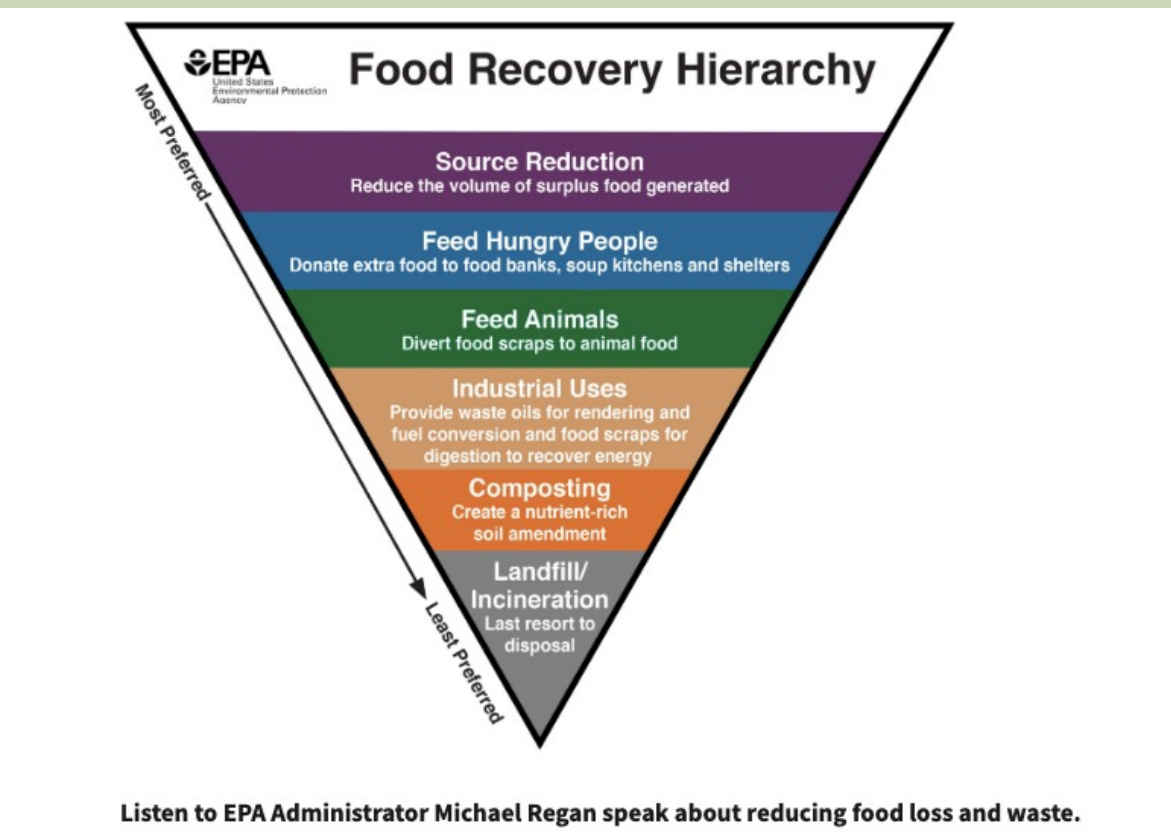 EPA
United States
Environmental Protection
Agency
Food Recovery Hierarchy
Most Preferred
Source Reduction
Reduce the volume of surplus food generated
Feed Hungry People
Donate extra food to food banks, soup kitchens and shelters
Feed Animals
Divert food scraps to animal food
Industrial Uses
Provide waste oils for rendering and
fuel conversion and food scraps for
digestion to recover energy
Composting
Create a nutrient-rich
soil amendment
Landfill/
Incineration
Last resort to
disposal
Least Preferred
Listen to EPA Administrator Michael Regan speak about reducing food loss and waste.